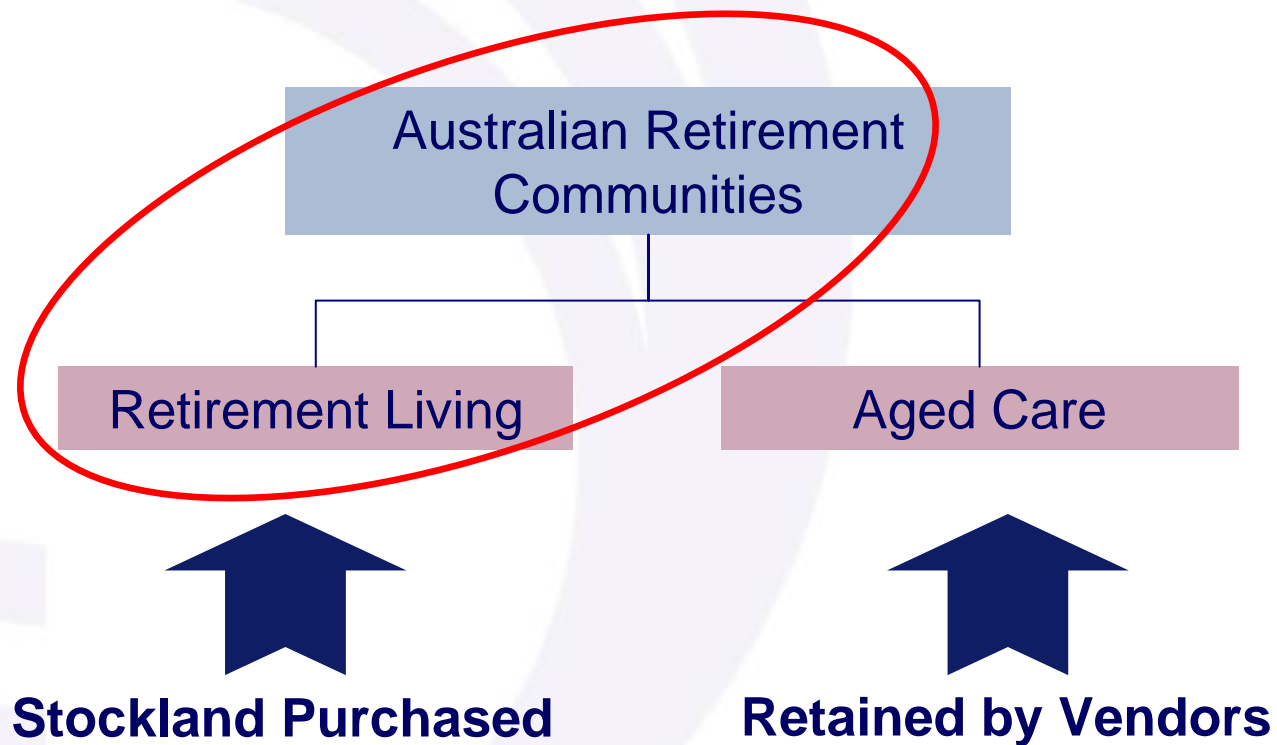 Australian Retirement
Communities
Retirement Living
Aged Care
Stockland Purchased
Retained by Vendors